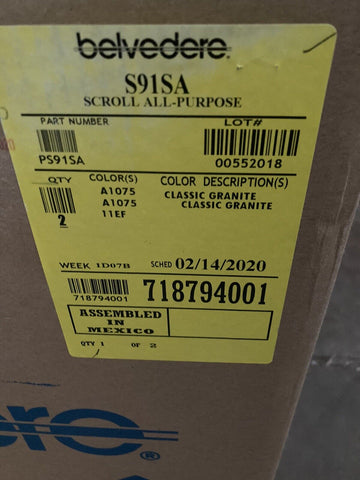 belvedere.
S91SA
SCROLL ALL-PURPOSE
PART NUMBER LOT#
PS91SA 00552018
QTY COLOR(S) COLOR DESCRIPTION(S)
A1075 CLASSIC GRANITE
A1075 CLASSIC GRANITE
2 11EF
WEEK 1D07B SCHED 02/14/2020
718794001 718794001
ASSEMBLED
IN
MEXICO
QTY 1 OF 2
ere®